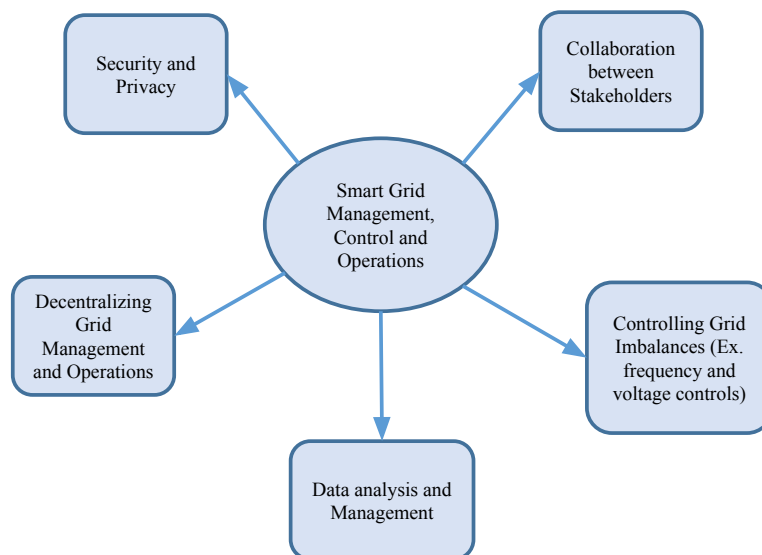 Security and
Privacy
Collaboration
between
Stakeholders
Smart Grid
Management,
Control and
Operations
Decentralizing
Grid
Management
and Operations
Controlling Grid
Imbalances (Ex.
frequency and
voltage controls)
Data analysis and
Management